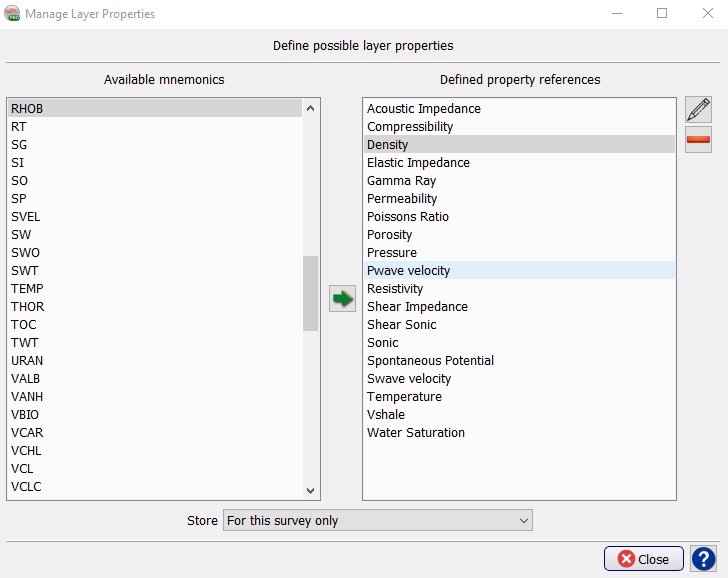 Manage Layer Properties
Define possible layer properties
Available mnemonics
RHOB
RT
SG
SI
SO
SP
SVEL
SW
SWO
SWT
TEMP
THOR
TOC
TWT
URAN
VALB
VANH
VBIO
VCAR
VCHL
VCL
VCLC
Defined property references
Acoustic Impedance
Compressibility
Density
Elastic Impedance
Gamma Ray
Permeability
Poissons Ratio
Porosity
Pressure
Pwave velocity
Resistivity
Shear Impedance
Shear Sonic
Sonic
Spontaneous Potential
Swave velocity
Temperature
Vshale
Water Saturation
Store For this survey only
Close ?